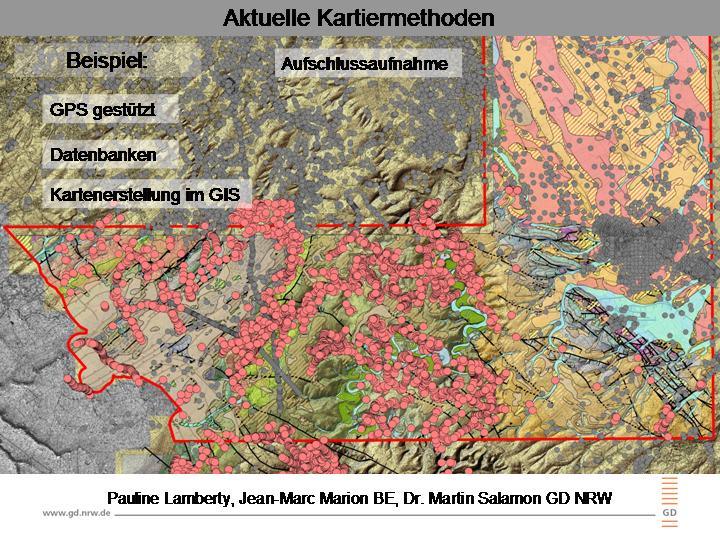 Aktuelle Kartiermethoden
Beispiel:
Aufschlussaufnahme
GPS gestützt
Datenbanken
Kartenerstellung im GIS
Pauline Lamberty, Jean-Marc Marion BE, Dr. Martin Salamon GD NRW
www.gd.nrw.de
GD